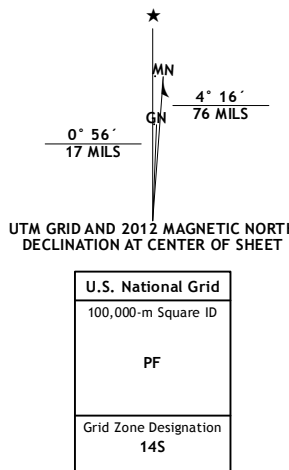 ★
MN
GN
4° 16´
76 MILS
0° 56´
17 MILS
UTM GRID AND 2012 MAGNETIC NORT
DECLINATION AT CENTER OF SHEET
U.S. National Grid
100,000-m Square ID
PF
Grid Zone Designation
14S